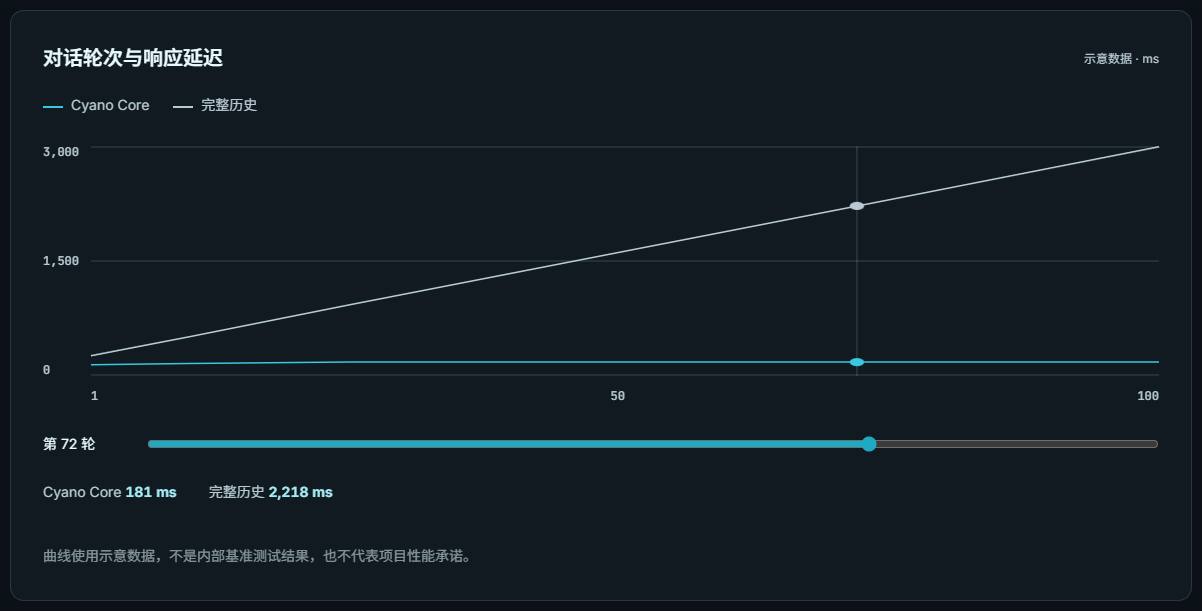 对话轮次与响应延迟
示意数据 · ms
Cyano Core 完整历史
3,000
1,500
0
1 50 100
第 72 轮
Cyano Core 181 ms 完整历史 2,218 ms
曲线使用示意数据，不是内部基准测试结果，也不代表项目性能承诺。